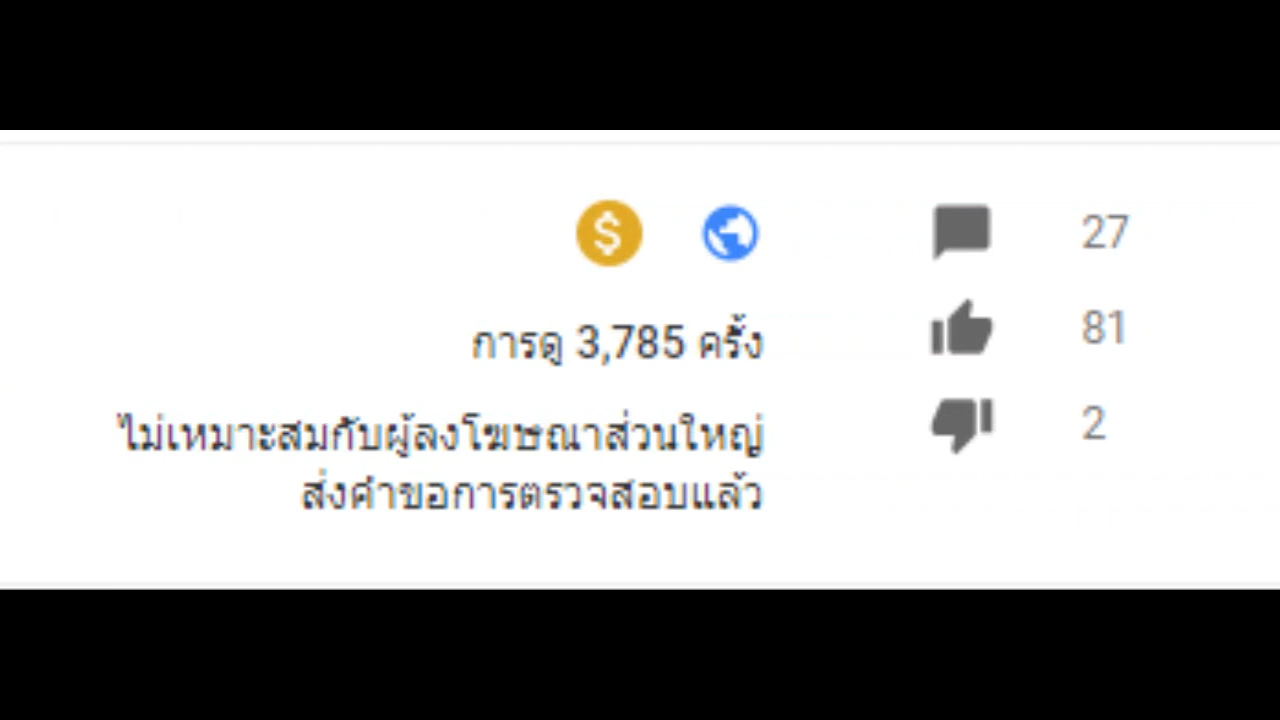 27
การดู 3,785 ครั้ง
81
ไม่เหมาะสมกับผู้ลงโฆษณาส่วนใหญ่
2
ส่งคำขอการตรวจสอบแล้ว